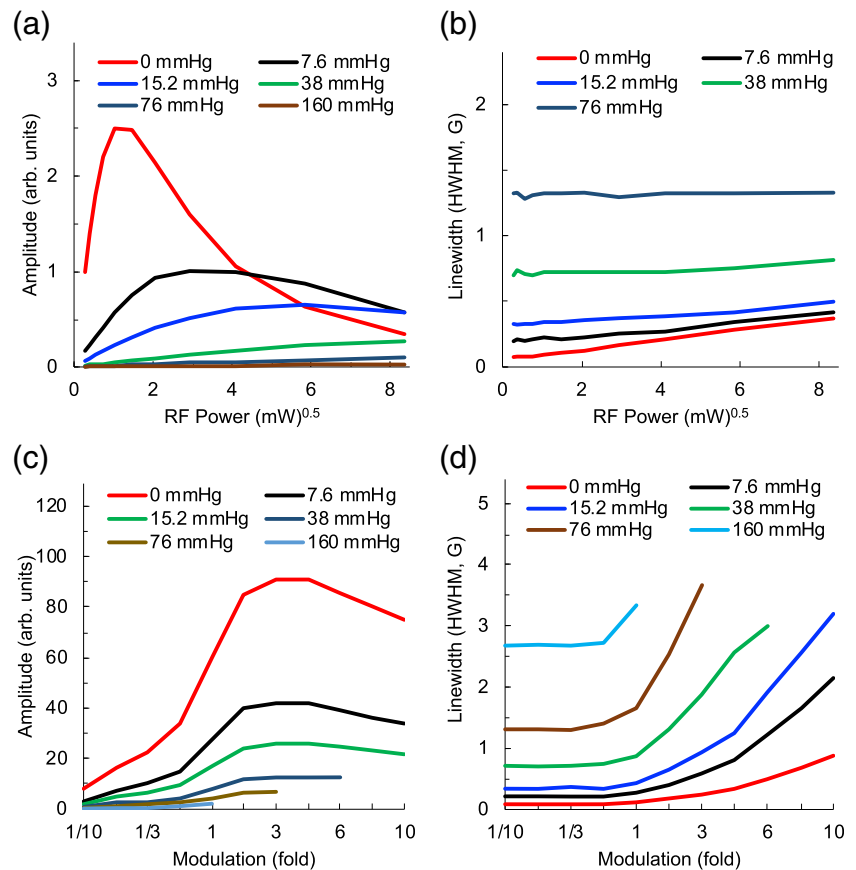 (a)
0 mmHg 7.6 mmHg
15.2 mmHg 38 mmHg
76 mmHg 160 mmHg
3
2
1
0
Amplitude (arb. units)
0 2 4 6 8
RF Power (mW)0.5
(b)
0 mmHg 7.6 mmHg
15.2 mmHg 38 mmHg
76 mmHg
2
1
0
Linewidth (HWHM, G)
0 2 4 6 8
RF Power (mW)0.5
(c)
0 mmHg 7.6 mmHg
15.2 mmHg 38 mmHg
76 mmHg 160 mmHg
120
100
80
60
40
20
0
Amplitude (arb. units)
1/10 1/3 1 3 6 10
Modulation (fold)
(d)
0 mmHg 7.6 mmHg
15.2 mmHg 38 mmHg
76 mmHg 160 mmHg
5
4
3
2
1
0
Linewidth (HWHM, G)
1/10 1/3 1 3 6 10
Modulation (fold)